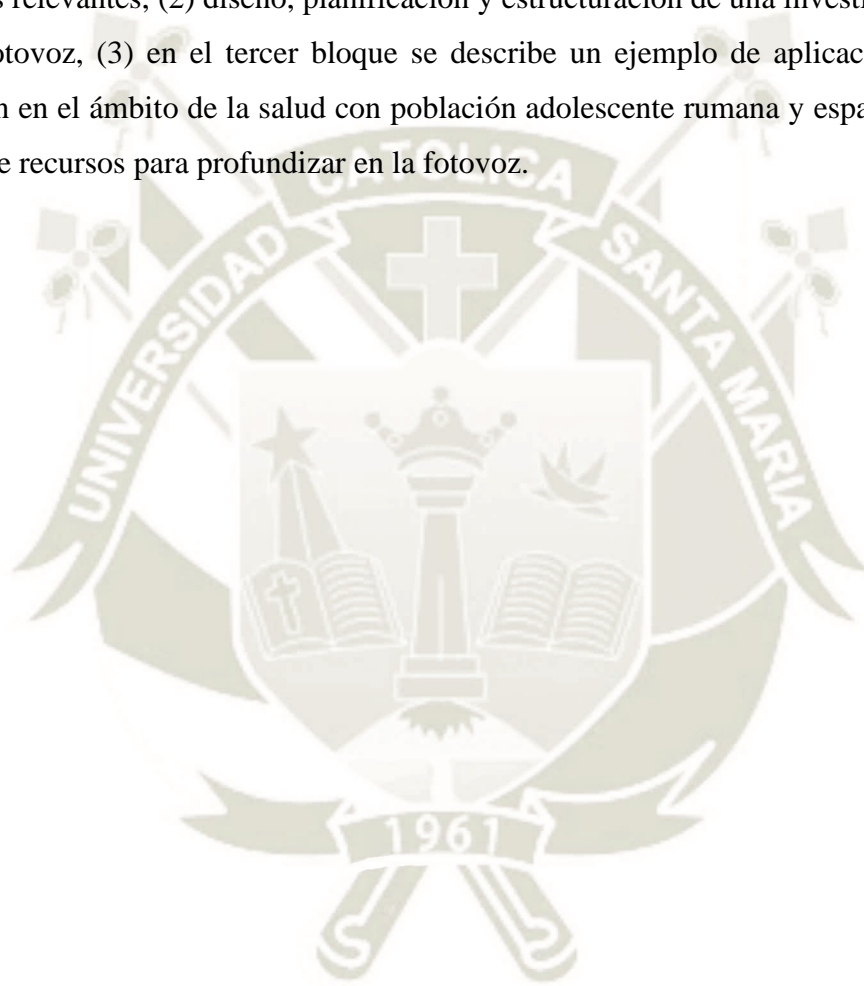 s relevantes, (2) diseño, planificación y estructuración de una investi
otovoz, (3) en el tercer bloque se describe un ejemplo de aplicac
n en el ámbito de la salud con población adolescente rumana y espa
e recursos para profundizar en la fotovoz.
UNIVERSIDAD CATOLICA SANTA MARIA
1961